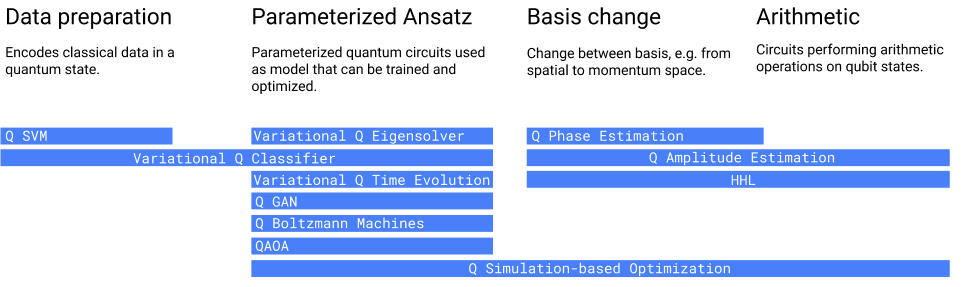 Data preparation
Encodes classical data in a
quantum state.
Parameterized Ansatz
Parameterized quantum circuits used
as model that can be trained and
optimized.
Basis change
Change between basis, e.g. from
spatial to momentum space.
Arithmetic
Circuits performing arithmetic
operations on qubit states.
Q SVM
Variational Q Eigensolver
Q Phase Estimation
Variational Q Classifier
Q Amplitude Estimation
Variational Q Time Evolution
HHL
Q GAN
Q Boltzmann Machines
QAOA
Q Simulation-based Optimization